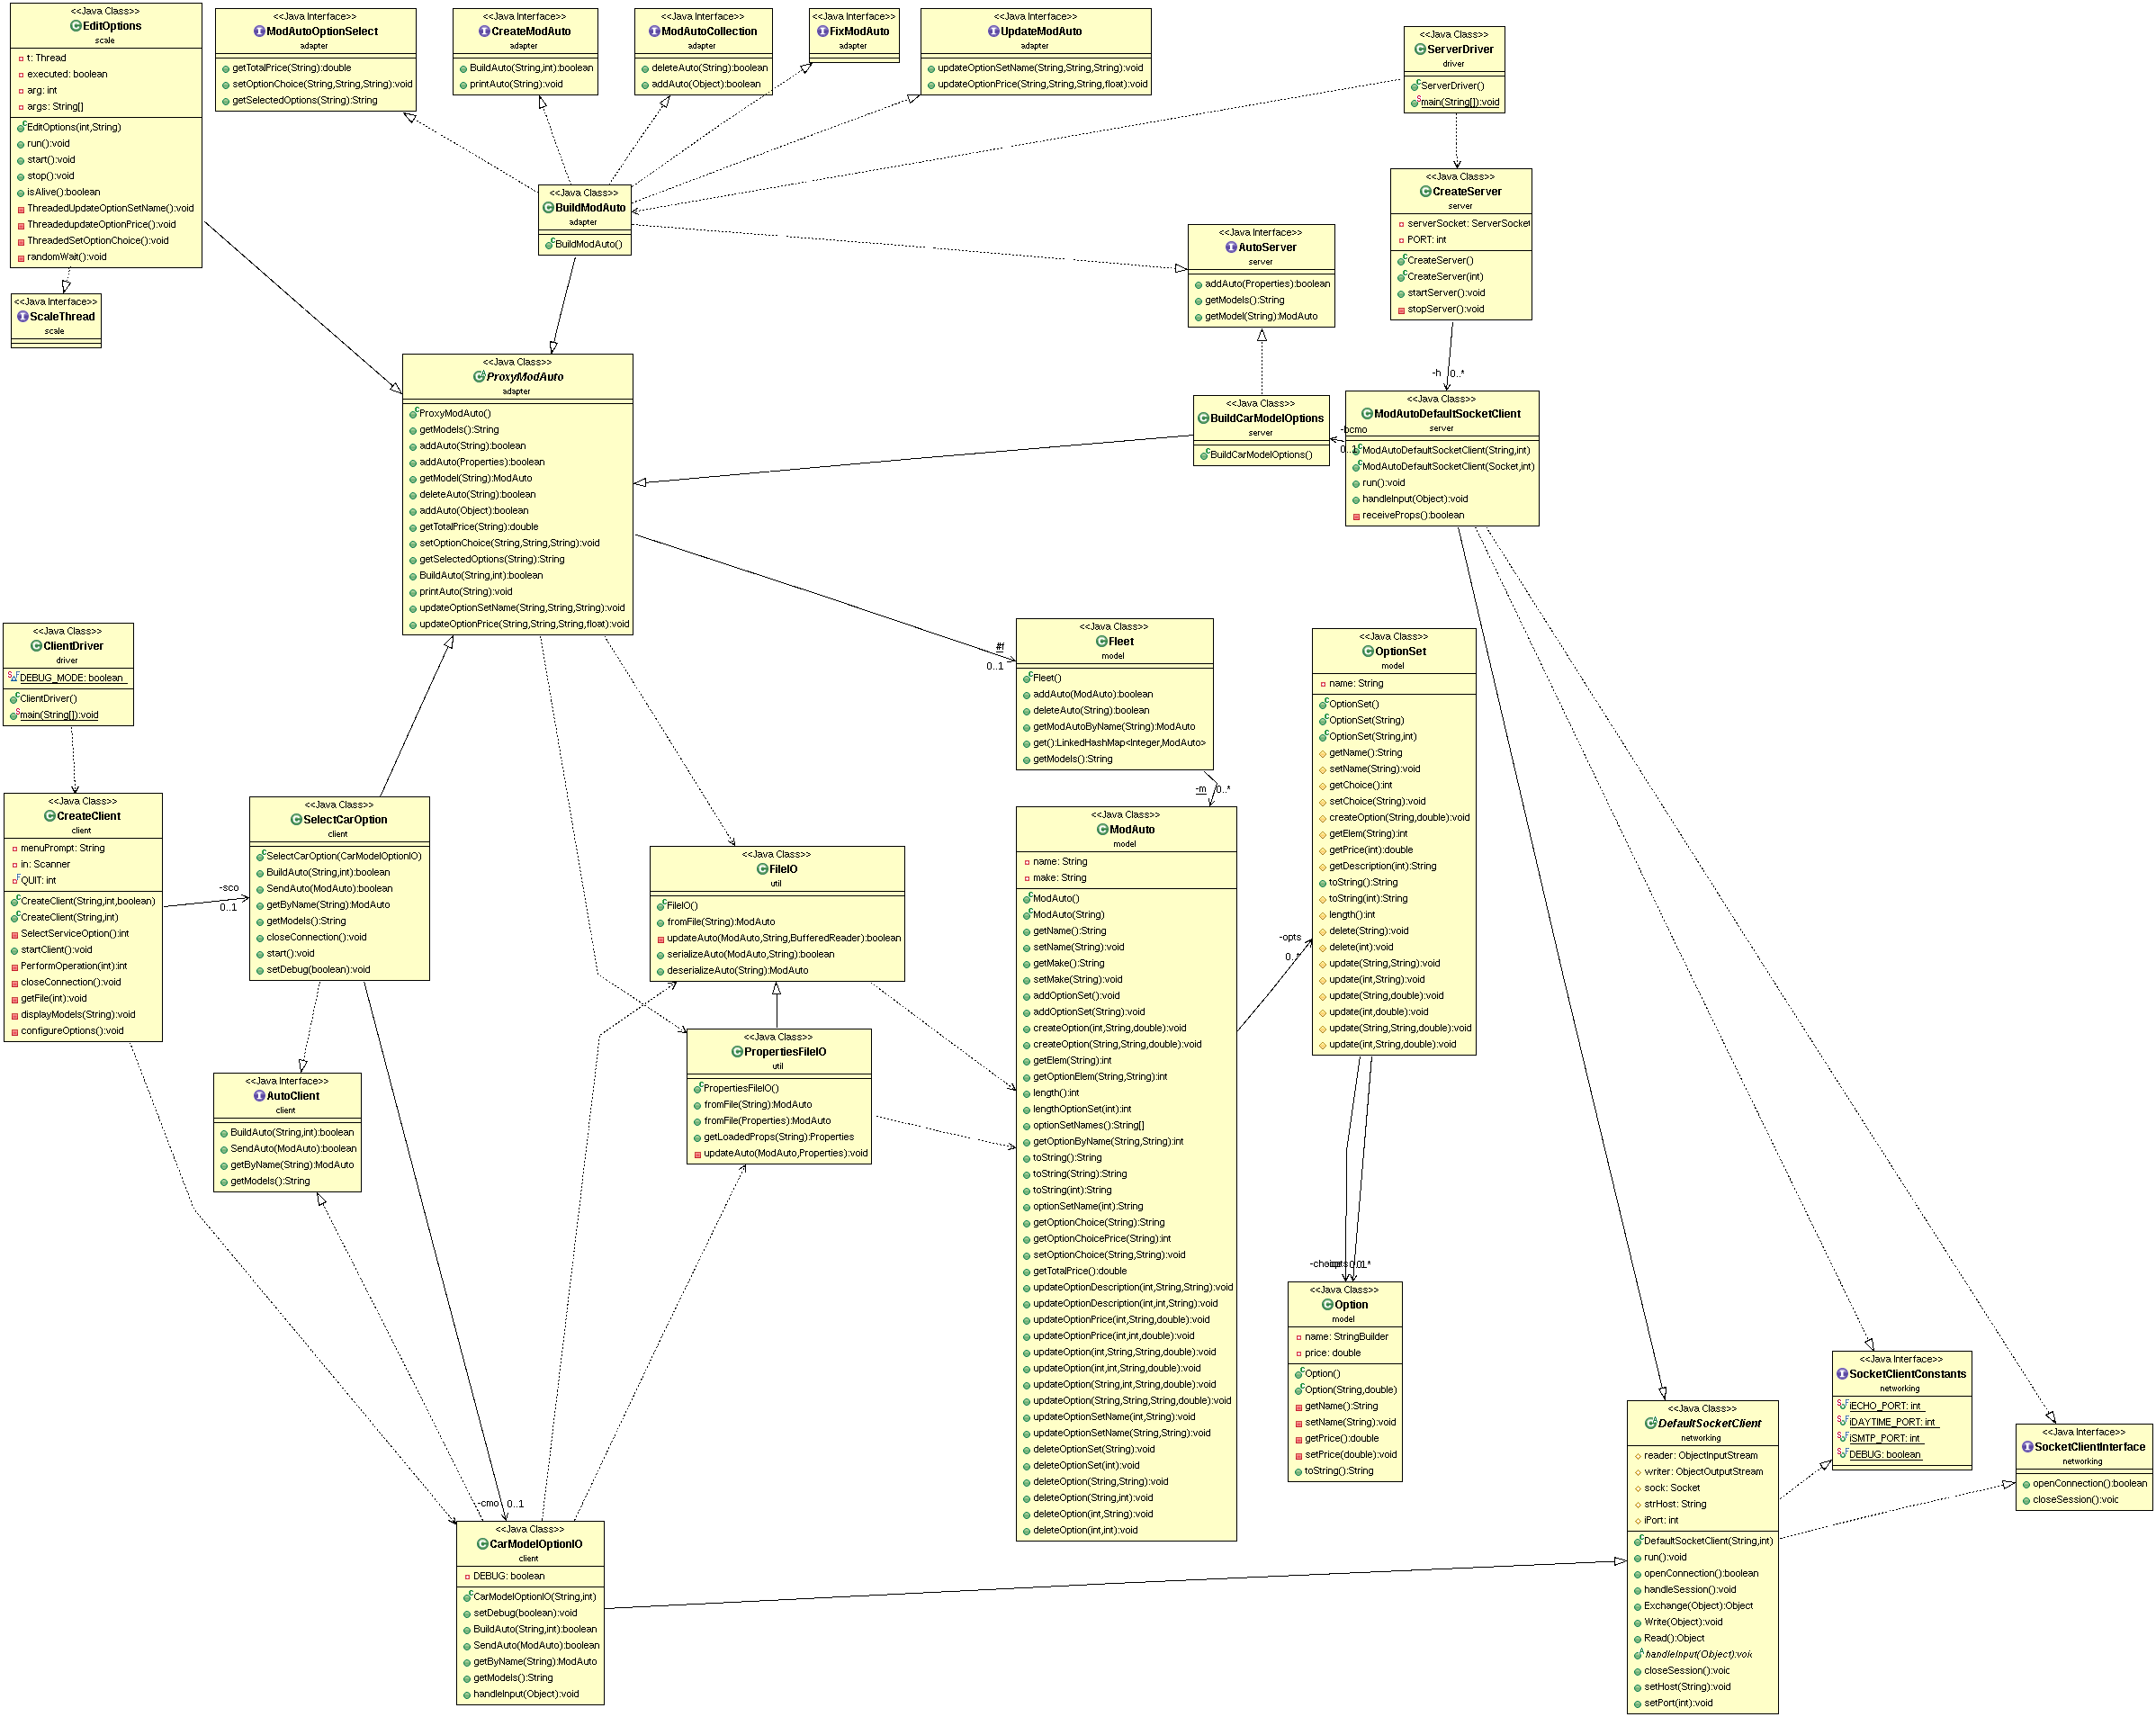 <<Java Class>>
EditOptions
scale
t: Thread
executed: boolean
arg: int
args: String[]
EditOptions(int,String)
run():void
start():void
stop():void
isAlive():boolean
ThreadedUpdateOptionSetName():void
ThreadedupdateOptionPrice():void
ThreadedSetOptionChoice():void
randomWait():void
<<Java Interface>>
ScaleThread
scale
<<Java Interface>>
ModAutoOptionSelect
adapter
getTotalPrice(String):double
setOptionChoice(String,String,String):void
getSelectedOptions(String):String
<<Java Interface>>
CreateModAuto
adapter
BuildAuto(String,int):boolean
printAuto(String):void
<<Java Interface>>
ModAutoCollection
adapter
deleteAuto(String):boolean
addAuto(Object):boolean
<<Java Interface>>
FixModAuto
adapter
<<Java Interface>>
UpdateModAuto
adapter
updateOptionSetName(String,String,String):void
updateOptionPrice(String,String,String,float):void
<<Java Class>>
ServerDriver
driver
ServerDriver()
main(String[]):void
<<Java Class>>
BuildModAuto
adapter
BuildModAuto()
<<Java Class>>
CreateServer
server
serverSocket: ServerSocket
PORT: int
CreateServer()
CreateServer(int)
startServer():void
stopServer():void
<<Java Interface>>
AutoServer
server
addAuto(Properties):boolean
getModels():String
getModel(String):ModAuto
<<Java Class>>
ProxyModAuto
adapter
ProxyModAuto()
getModels():String
addAuto(String):boolean
addAuto(Properties):boolean
getModel(String):ModAuto
deleteAuto(String):boolean
addAuto(Object):boolean
getTotalPrice(String):double
setOptionChoice(String,String,String):void
getSelectedOptions(String):String
BuildAuto(String,int):boolean
printAuto(String):void
updateOptionSetName(String,String,String):void
updateOptionPrice(String,String,String,float):void
<<Java Class>>
BuildCarModelOptions
server
BuildCarModelOptions()
-h 0..*
-bcmo
0..1
<<Java Class>>
ModAutoDefaultSocketClient
server
ModAutoDefaultSocketClient(String,int)
ModAutoDefaultSocketClient(Socket,int)
run():void
handleInput(Object):void
receiveProps():boolean
<<Java Class>>
ClientDriver
driver
DEBUG_MODE: boolean
ClientDriver()
main(String[]):void
#f
0..1
<<Java Class>>
Fleet
model
Fleet()
addAuto(ModAuto):boolean
deleteAuto(String):boolean
getModAutoByName(String):ModAuto
get():LinkedHashMap<Integer,ModAuto>
getModels():String
-m 0..*
<<Java Class>>
OptionSet
model
name: String
OptionSet()
OptionSet(String)
OptionSet(String,int)
getName():String
setName(String):void
getChoice():int
setChoice(String):void
createOption(String,double):void
getElem(String):int
getPrice(int):double
getDescription(int):String
toString():String
toString(int):String
length():int
delete(String):void
delete(int):void
update(String,String):void
update(int,String):void
update(String,double):void
update(int,double):void
update(String,String,double):void
update(int,String,double):void
<<Java Class>>
CreateClient
client
menuPrompt: String
in: Scanner
QUIT: int
CreateClient(String,int,boolean)
CreateClient(String,int)
SelectServiceOption():int
startClient():void
PerformOperation(int):int
closeConnection():void
getFile(int):void
displayModels(String):void
configureOptions():void
-sco
0..1
<<Java Class>>
SelectCarOption
client
SelectCarOption(CarModelOptionIO)
BuildAuto(String,int):boolean
SendAuto(ModAuto):boolean
getByName(String):ModAuto
getModels():String
closeConnection():void
start():void
setDebug(boolean):void
<<Java Class>>
FileIO
util
FileIO()
fromFile(String):ModAuto
updateAuto(ModAuto,String,BufferedReader):boolean
serializeAuto(ModAuto,String):boolean
deserializeAuto(String):ModAuto
<<Java Class>>
PropertiesFileIO
util
PropertiesFileIO()
fromFile(String):ModAuto
fromFile(Properties):ModAuto
getLoadedProps(String):Properties
updateAuto(ModAuto,Properties):void
<<Java Class>>
ModAuto
model
name: String
make: String
ModAuto()
ModAuto(String)
getName():String
setName(String):void
getMake():String
setMake(String):void
addOptionSet():void
addOptionSet(String):void
createOption(int,String,double):void
createOption(String,String,double):void
getElem(String):int
getOptionElem(String,String):int
length():int
lengthOptionSet(int):int
optionSetNames():String[]
getOptionByName(String,String):int
toString():String
toString(String):String
toString(int):String
optionSetName(int):String
getOptionChoice(String):String
getOptionChoicePrice(String):int
setOptionChoice(String,String):void
getTotalPrice():double
updateOptionDescription(int,String,String):void
updateOptionDescription(int,int,String):void
updateOptionPrice(int,String,double):void
updateOptionPrice(int,int,double):void
updateOption(int,String,String,double):void
updateOption(int,int,String,double):void
updateOption(String,int,String,double):void
updateOption(String,String,String,double):void
updateOptionSetName(int,String):void
updateOptionSetName(String,String):void
deleteOptionSet(String):void
deleteOptionSet(int):void
deleteOption(String,String):void
deleteOption(String,int):void
deleteOption(int,String):void
deleteOption(int,int):void
-opts
0..*
<<Java Interface>>
AutoClient
client
BuildAuto(String,int):boolean
SendAuto(ModAuto):boolean
getByName(String):ModAuto
getModels():String
<<Java Class>>
Option
model
name: StringBuilder
price: double
Option()
Option(String,double)
getName():String
setName(String):void
getPrice():double
setPrice(double):void
toString():String
<<Java Interface>>
SocketClientConstants
networking
iECHO_PORT: int
iDAYTIME_PORT: int
iSMTP_PORT: int
DEBUG: boolean
<<Java Interface>>
SocketClientInterface
networking
openConnection():boolean
closeSession():void
<<Java Class>>
DefaultSocketClient
networking
reader: ObjectInputStream
writer: ObjectOutputStream
sock: Socket
strHost: String
iPort: int
DefaultSocketClient(String,int)
run():void
openConnection():boolean
handleSession():void
Exchange(Object):Object
Write(Object):void
Read():Object
handleInput(Object):void
closeSession():void
setHost(String):void
setPort(int):void
-cmo 0..1
<<Java Class>>
CarModelOptionIO
client
DEBUG: boolean
CarModelOptionIO(String,int)
setDebug(boolean):void
BuildAuto(String,int):boolean
SendAuto(ModAuto):boolean
getByName(String):ModAuto
getModels():String
handleInput(Object):void